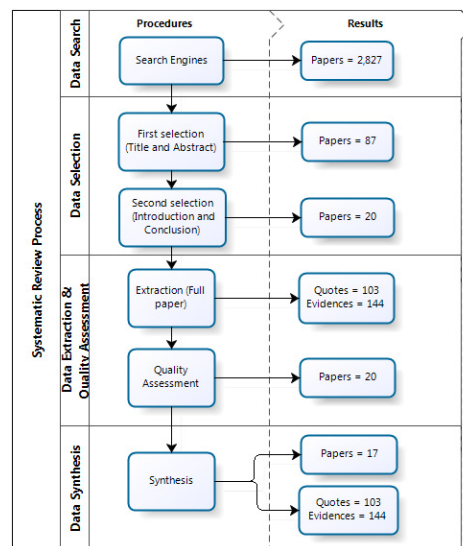 Procedures
Results
Systematic Review Process
Data Search
Search Engines
Papers = 2,827
Data Selection
First selection
(Title and Abstract)
Papers = 87
Second selection
(Introduction and
Conclusion)
Papers = 20
Data Extraction &
Quality Assessment
Extraction (Full
paper)
Quotes = 103
Evidences = 144
Quality
Assessment
Papers = 20
Data Synthesis
Synthesis
Papers = 17
Quotes = 103
Evidences = 144